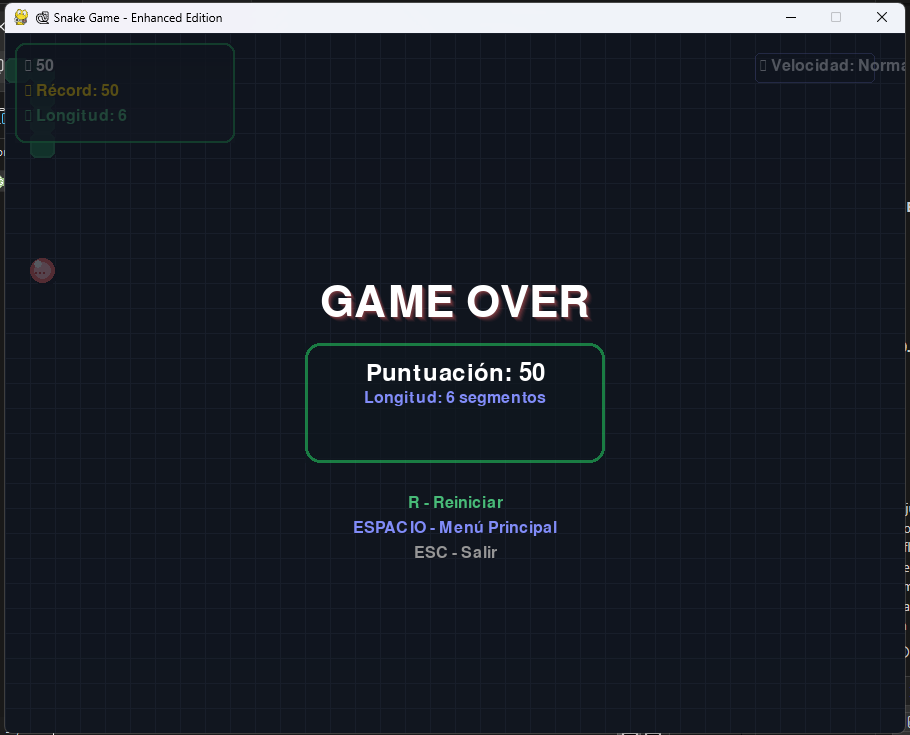 Snake Game - Enhanced Edition
50
Récord: 50
Longitud: 6
Velocidad: Norma
GAME OVER
Puntuación: 50
Longitud: 6 segmentos
R - Reiniciar
ESPACIO - Menú Principal
ESC - Salir